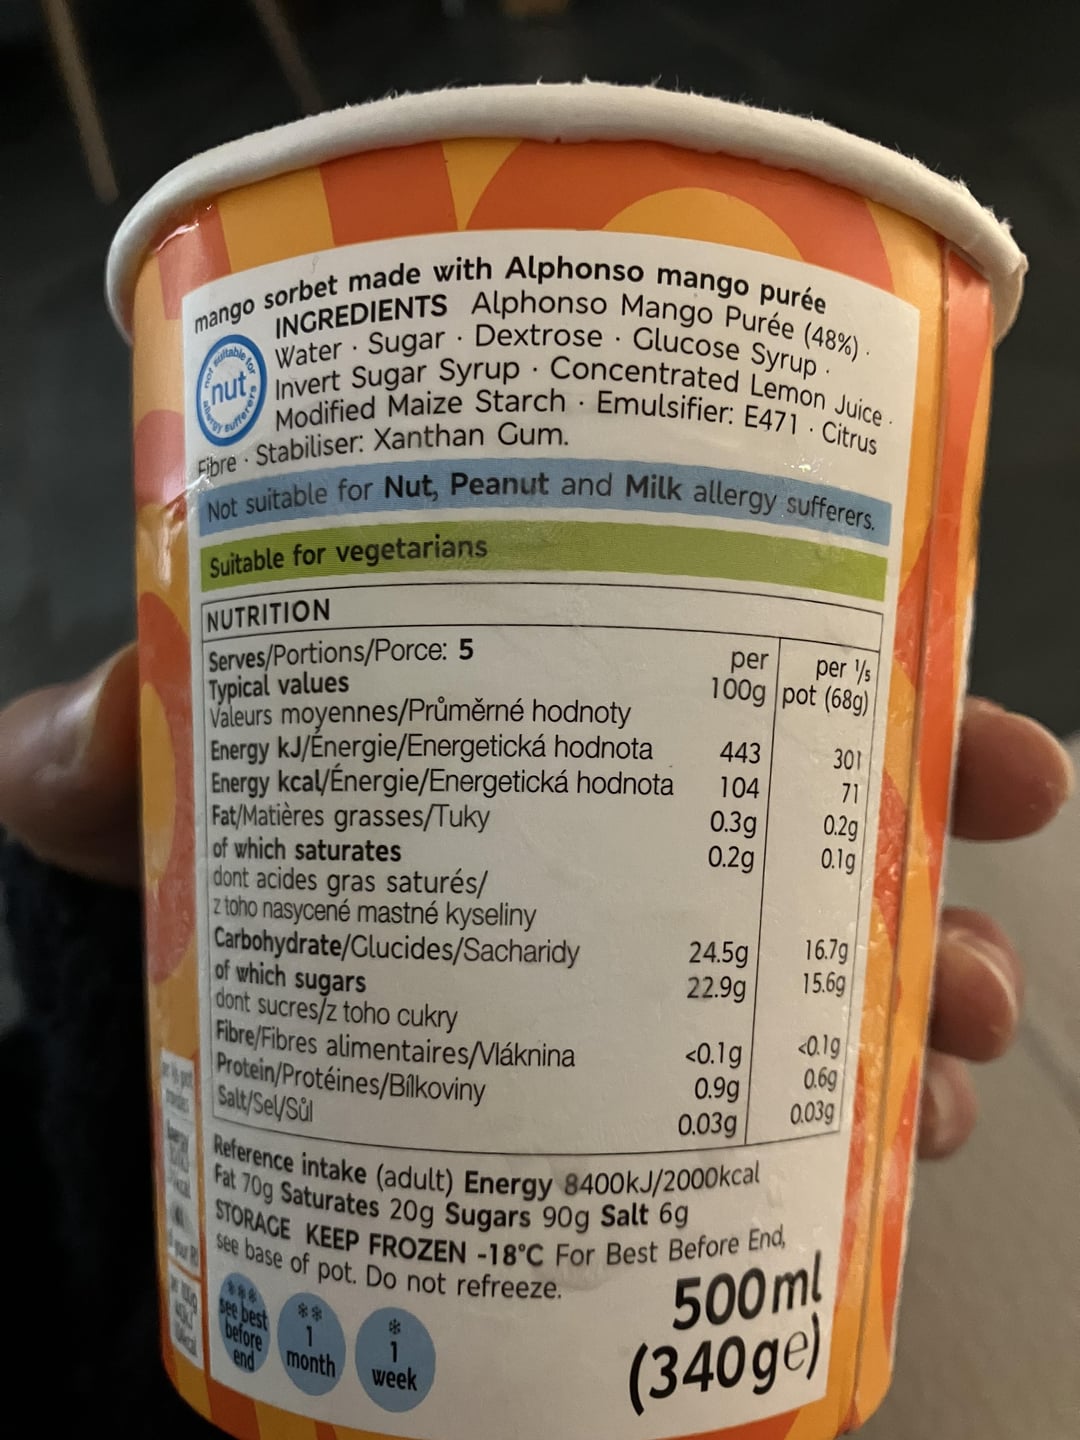 mango sorbet made with Alphonso mango purée
INGREDIENTS Alphonso Mango Purée (48%) ·
Water · Sugar · Dextrose · Glucose Syrup ·
Invert Sugar Syrup · Concentrated Lemon Juice ·
Modified Maize Starch · Emulsifier: E471 · Citrus
Fibre · Stabiliser: Xanthan Gum.
not suitable for
nut
allergy sufferers
Not suitable for Nut, Peanut and Milk allergy sufferers.
Suitable for vegetarians
NUTRITION
Serves/Portions/Porce: 5
Typical values per 100g per 1/5 pot (68g)
Valeurs moyennes/Průměrné hodnoty
Energy kJ/Énergie/Energetická hodnota 443 301
Energy kcal/Énergie/Energetická hodnota 104 71
Fat/Matières grasses/Tuky 0.3g 0.2g
of which saturates 0.2g 0.1g
dont acides gras saturés/
z toho nasycené mastné kyseliny
Carbohydrate/Glucides/Sacharidy 24.5g 16.7g
of which sugars 22.9g 15.6g
dont sucres/z toho cukry
Fibre/Fibres alimentaires/Vláknina <0.1g <0.1g
Protein/Protéines/Bílkoviny 0.9g 0.6g
Salt/Sel/Sůl 0.03g 0.03g
Reference intake (adult) Energy 8400kJ/2000kcal
Fat 70g Saturates 20g Sugars 90g Salt 6g
STORAGE KEEP FROZEN -18°C For Best Before End,
see base of pot. Do not refreeze.
*** see best before end
** 1 month
* 1 week
500ml
(340g℮)